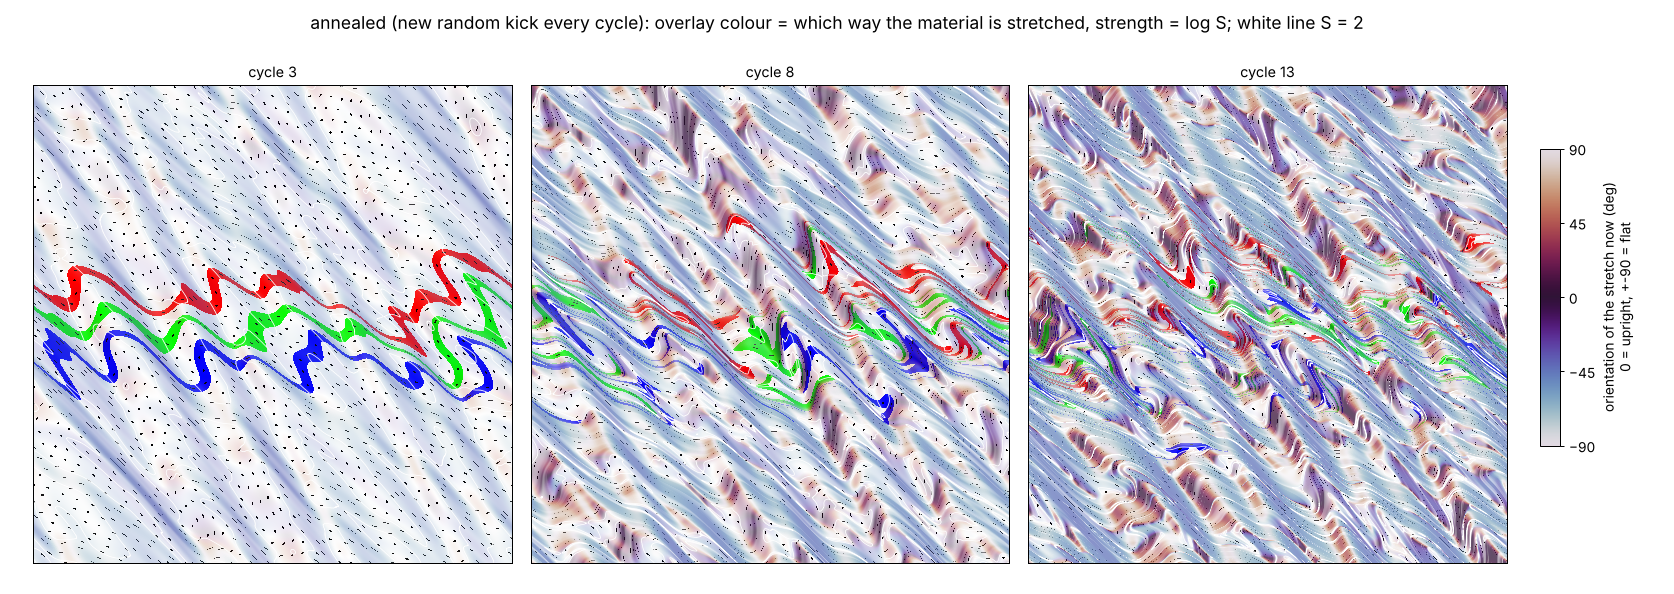 annealed (new random kick every cycle): overlay colour = which way the material is stretched, strength = log S; white line S = 2
cycle 3
cycle 8
cycle 13
90
45
0
−45
−90
orientation of the stretch now (deg)
0 = upright, +-90 = flat